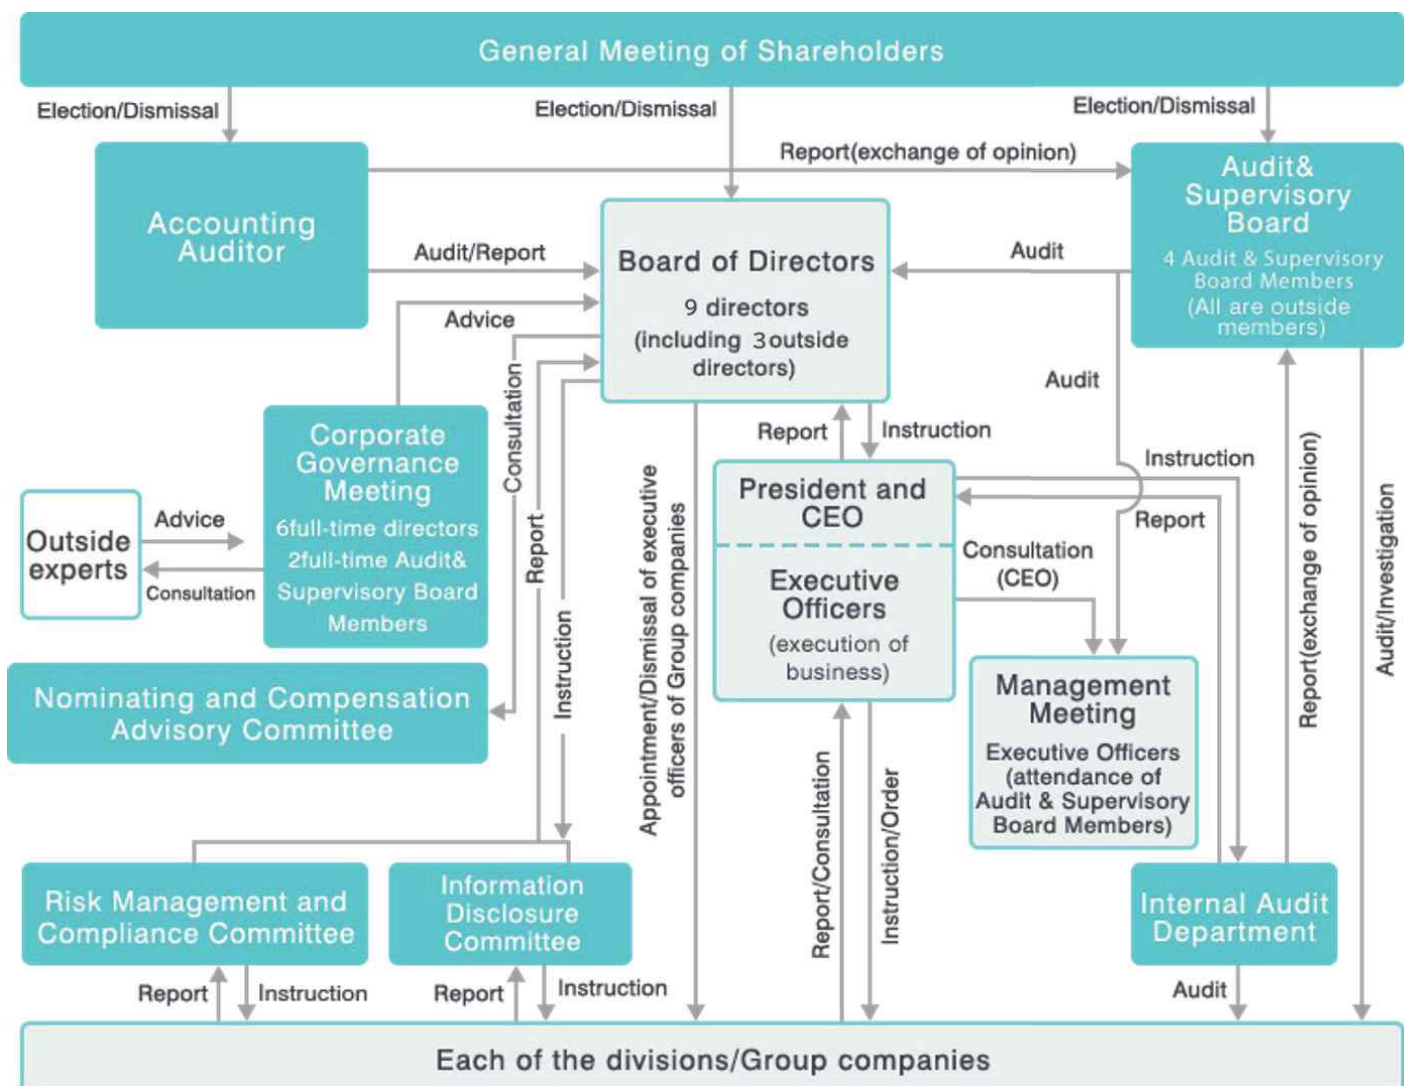 General Meeting of Shareholders
Election/Dismissal
Election/Dismissal
Election/Dismissal
Report(exchange of opinion)
Accounting
Auditor
Audit&
Supervisory
Board
4 Audit & Supervisory
Board Members
(All are outside
members)
Audit/Report
Board of Directors
9 directors
(including 3outside
directors)
Audit
Advice
Audit
Consultation
Report
Instruction
Corporate
Governance
Meeting
6full-time directors
2full-time Audit&
Supervisory Board
Members
Outside
experts
Advice
Consultation
Nominating and Compensation
Advisory Committee
Appointment/Dismissal of executive
officers of Group companies
Report
Instruction
President and
CEO
Executive
Officers
(execution of
business)
Instruction
Report
Consultation
(CEO)
Management
Meeting
Executive Officers
(attendance of
Audit & Supervisory
Board Members)
Report(exchange of opinion)
Audit/Investigation
Report/Consultation
Instruction/Order
Risk Management and
Compliance Committee
Information
Disclosure
Committee
Internal Audit
Department
Report
Instruction
Report
Instruction
Audit
Each of the divisions/Group companies